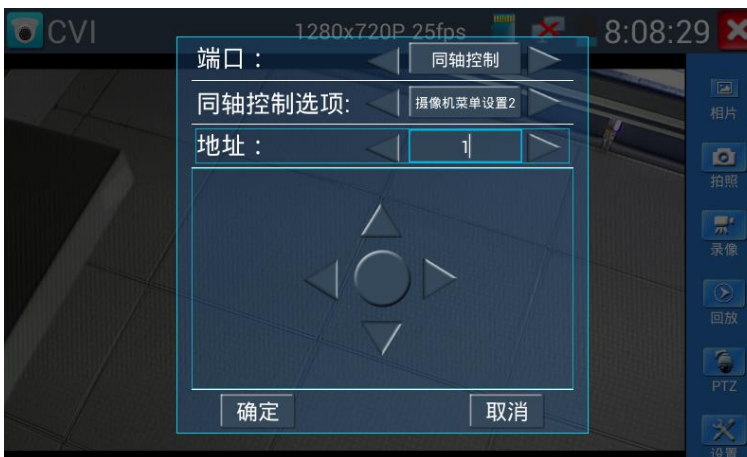 CVI 1280x720P 25fps 8:08:29
端口： 同轴控制
同轴控制选项: 摄像机菜单设置2
地址： 1
确定 取消
相片
拍照
录像
回放
PTZ
设置